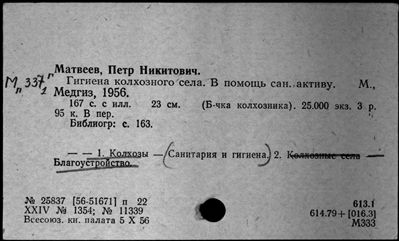 Матвеев, Петр Никитович.
М 337 п
п 1
Гигиена колхозного села. В помощь сан. активу. М.,
Медгиз, 1956.
167 с. с илл. 23 см. (Б-чка колхозника). 25.000 экз. 3 р.
95 к. В пер.
Библиогр: с. 163.
— — 1. Колхозы — (Санитария и гигиена.) 2. Колхозные села —
Благоустройство.
№ 25837 [56-51671] п 22
XXIV № 1354; № 11339
Всесоюз. кн. палата 5 X 56
613.1
614.79+[016.3]
М333